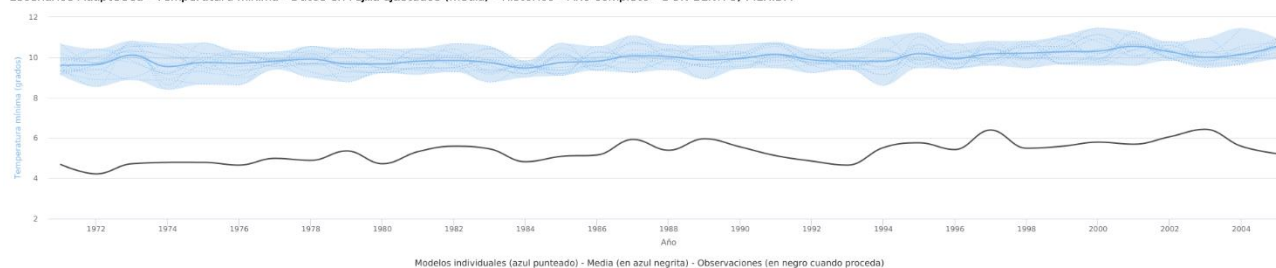 12
10
8
6
4
2
Temperatura mínima (grados)
1972 1974 1976 1978 1980 1982 1984 1986 1988 1990 1992 1994 1996 1998 2000 2002 2004
Año
Modelos individuales (azul punteado) - Media (en azul negrita) - Observaciones (en negro cuando proceda)